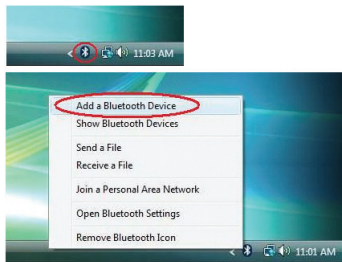 11:03 AM
Add a Bluetooth Device
Show Bluetooth Devices
Send a File
Receive a File
Join a Personal Area Network
Open Bluetooth Settings
Remove Bluetooth Icon
11:01 AM